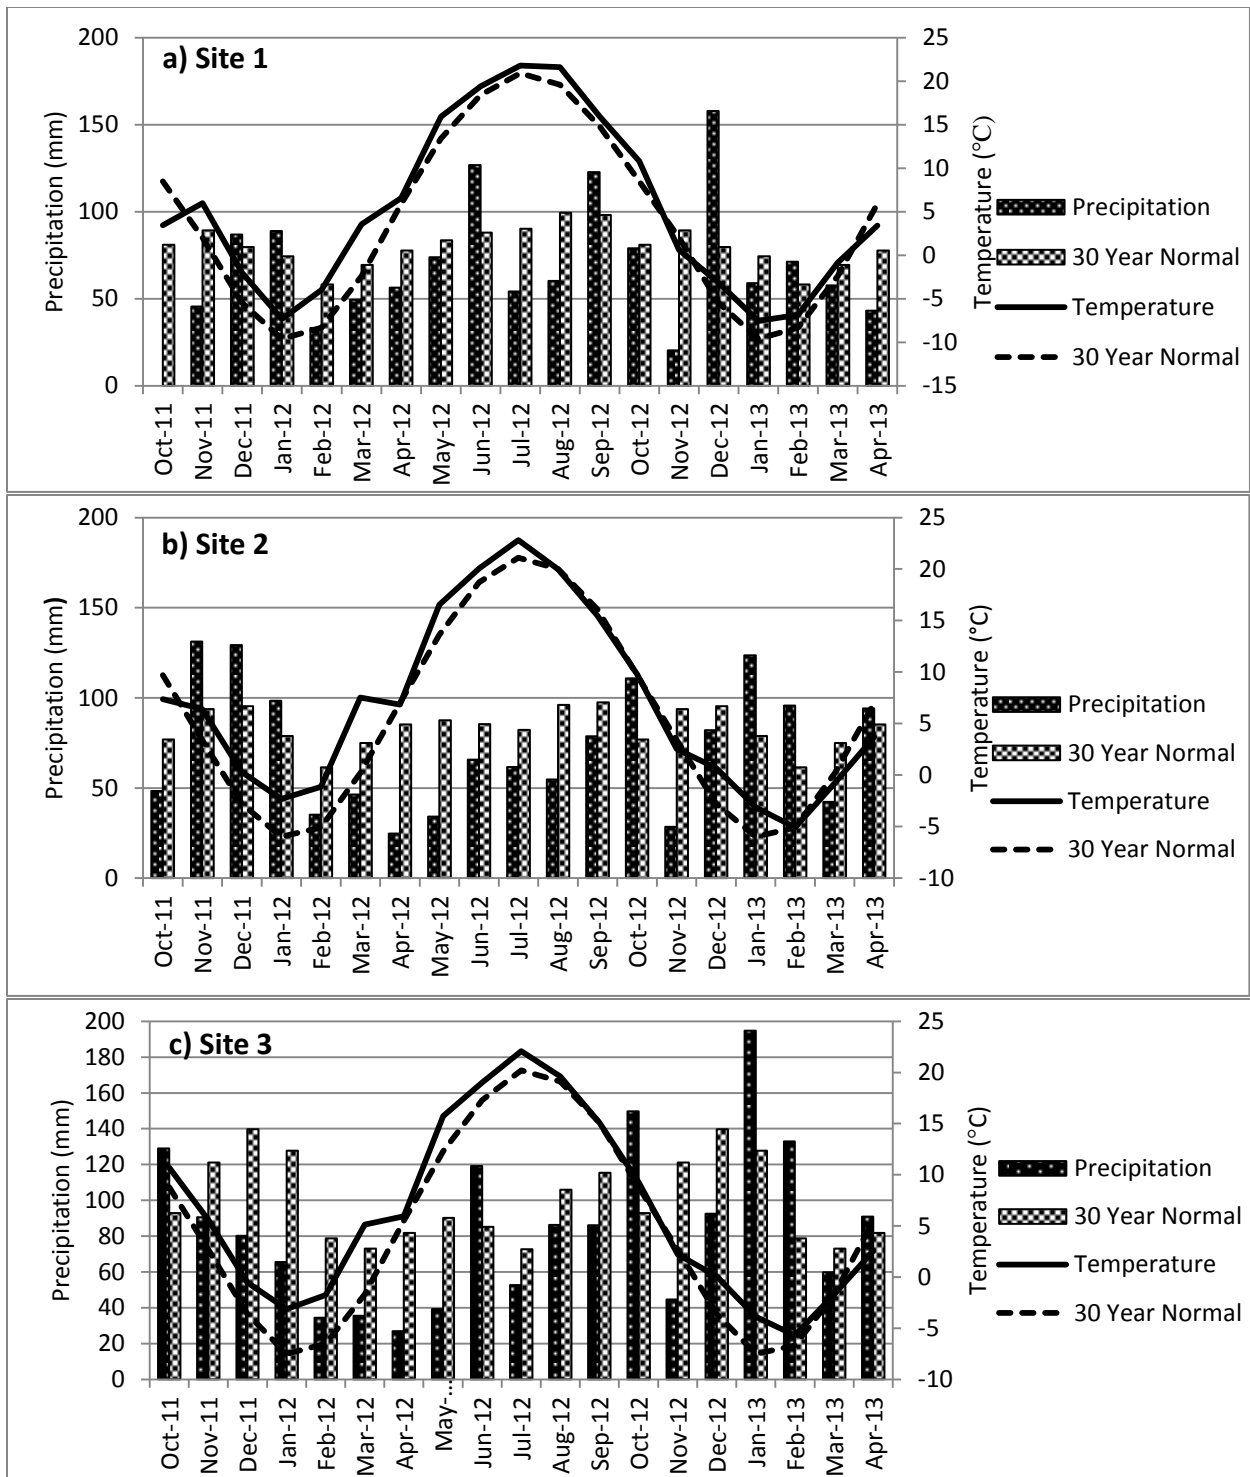 a) Site 1
Precipitation (mm)
200
150
100
50
0
25
20
15
10
5
0
-5
-10
-15
Temperature (°C)
Oct-11
Nov-11
Dec-11
Jan-12
Feb-12
Mar-12
Apr-12
May-12
Jun-12
Jul-12
Aug-12
Sep-12
Oct-12
Nov-12
Dec-12
Jan-13
Feb-13
Mar-13
Apr-13
Precipitation
30 Year Normal
Temperature
30 Year Normal
b) Site 2
Precipitation (mm)
200
150
100
50
0
25
20
15
10
5
0
-5
-10
Temperature (°C)
Oct-11
Nov-11
Dec-11
Jan-12
Feb-12
Mar-12
Apr-12
May-12
Jun-12
Jul-12
Aug-12
Sep-12
Oct-12
Nov-12
Dec-12
Jan-13
Feb-13
Mar-13
Apr-13
Precipitation
30 Year Normal
Temperature
30 Year Normal
c) Site 3
Precipitation (mm)
200
180
160
140
120
100
80
60
40
20
0
25
20
15
10
5
0
-5
-10
Temperature (°C)
Oct-11
Nov-11
Dec-11
Jan-12
Feb-12
Mar-12
Apr-12
May-...
Jun-12
Jul-12
Aug-12
Sep-12
Oct-12
Nov-12
Dec-12
Jan-13
Feb-13
Mar-13
Apr-13
Precipitation
30 Year Normal
Temperature
30 Year Normal